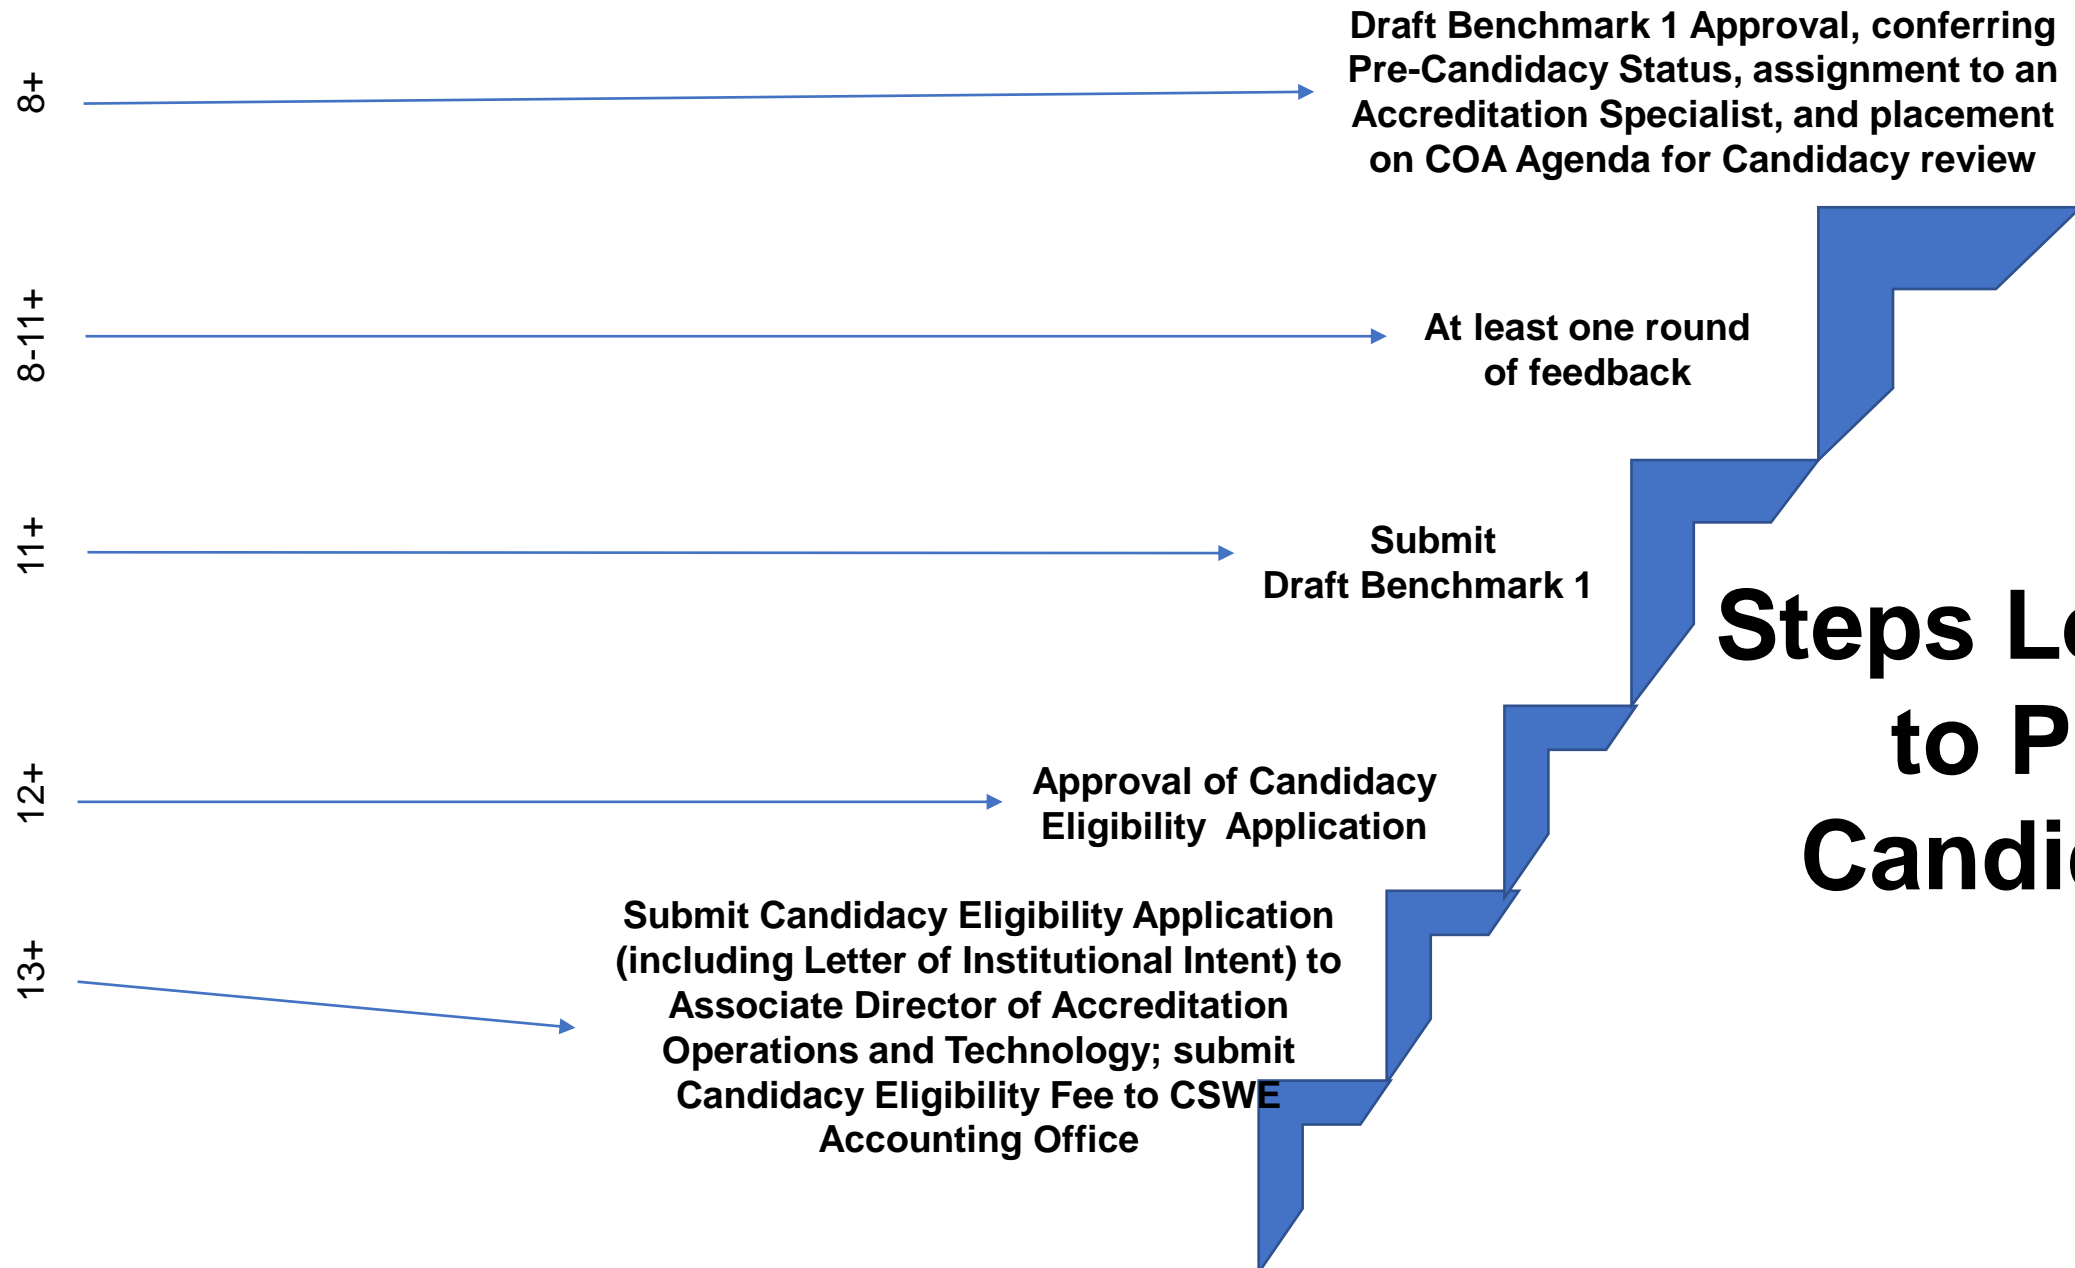 8+
Draft Benchmark 1 Approval, conferring
Pre-Candidacy Status, assignment to an
Accreditation Specialist, and placement
on COA Agenda for Candidacy review
8-11+
At least one round
of feedback
11+
Submit
Draft Benchmark 1
12+
Approval of Candidacy
Eligibility Application
13+
Submit Candidacy Eligibility Application
(including Letter of Institutional Intent) to
Associate Director of Accreditation
Operations and Technology; submit
Candidacy Eligibility Fee to CSWE
Accounting Office
Steps
to